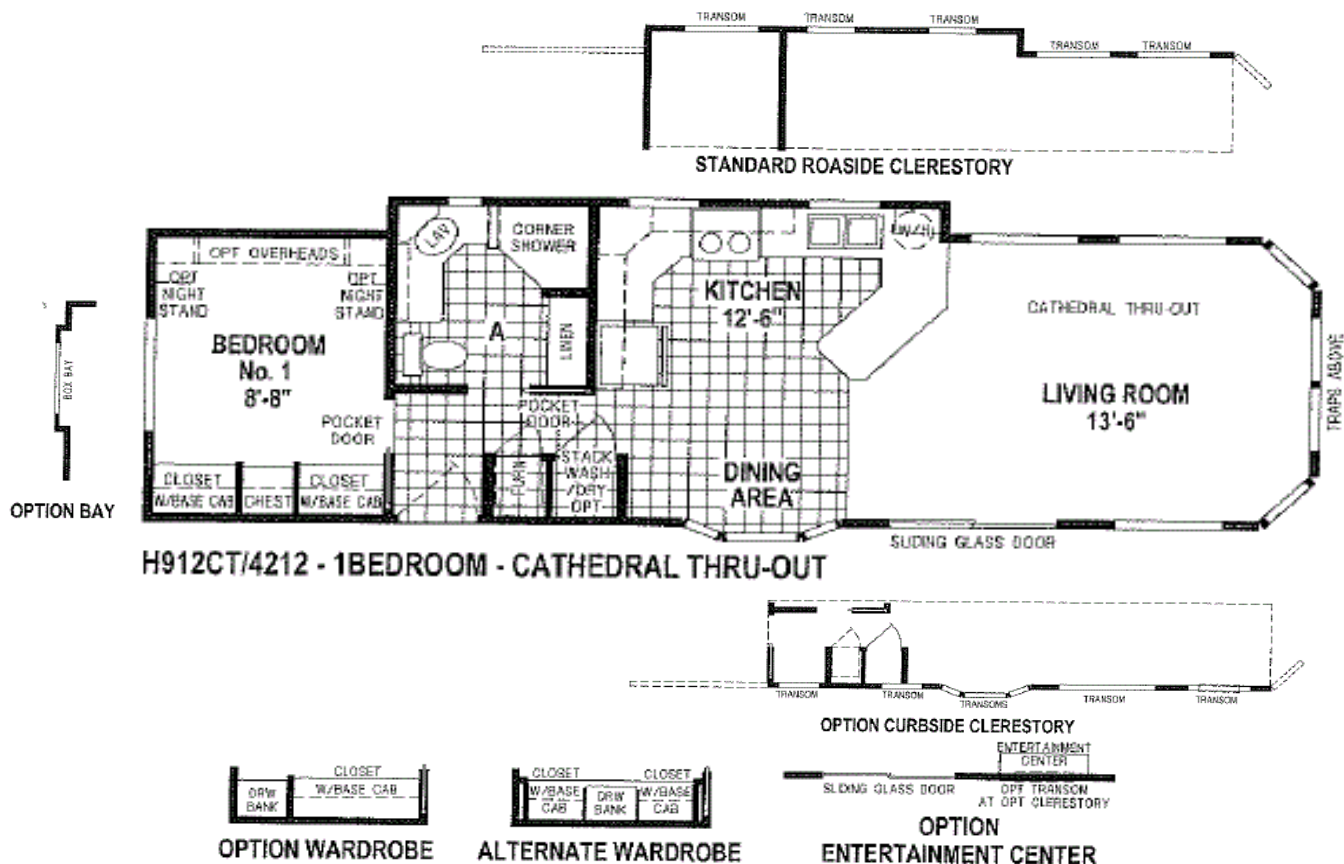 TRANSOM TRANSOM TRANSOM
TRANSOM TRANSOM
STANDARD ROASIDE CLERESTORY
LAV
CORNER
SHOWER
W/H
OPT OVERHEADS
OPT
NIGHT
STAND
OPT
NIGHT
STAND
KITCHEN
12'-6"
CATHEDRAL THRU-OUT
A
LINEN
BEDROOM
No. 1
8'-8"
BOX BAY
TRAPS ABOVE
LIVING ROOM
13'-6"
POCKET
DOOR
POCKET
DOOR
STACK
WASH
/DRY
OPT
FURN
DINING
AREA
CLOSET
W/BASE CAB
CHEST
CLOSET
W/BASE CAB
OPTION BAY
SLIDING GLASS DOOR
H912CT/4212 - 1BEDROOM - CATHEDRAL THRU-OUT
TRANSOM TRANSOM TRANSOMS TRANSOM TRANSOM
OPTION CURBSIDE CLERESTORY
ENTERTAINMENT
CENTER
SLIDING GLASS DOOR
OPT TRANSOM
AT OPT CLERESTORY
OPTION
ENTERTAINMENT CENTER
DRW
BANK
CLOSET
W/BASE CAB
OPTION WARDROBE
CLOSET
W/BASE
CAB
DRW
BANK
CLOSET
W/BASE
CAB
ALTERNATE WARDROBE